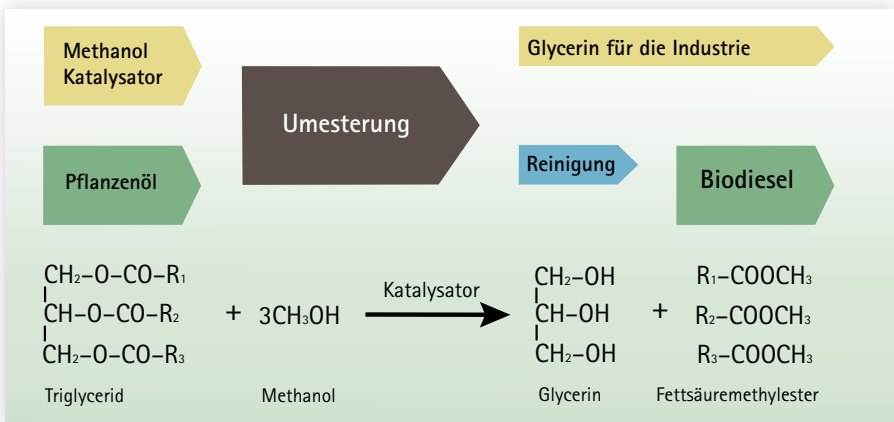 Methanol
Katalysator
Glycerin für die Industrie
Umesterung
Pflanzenöl
Reinigung
Biodiesel
CH₂–O–CO–R₁
CH–O–CO–R₂
CH₂–O–CO–R₃
+
3CH₃OH
Katalysator
CH₂–OH
CH–OH
CH₂–OH
+
R₁–COOCH₃
R₂–COOCH₃
R₃–COOCH₃
Triglycerid
Methanol
Glycerin
Fettsäuremethylester